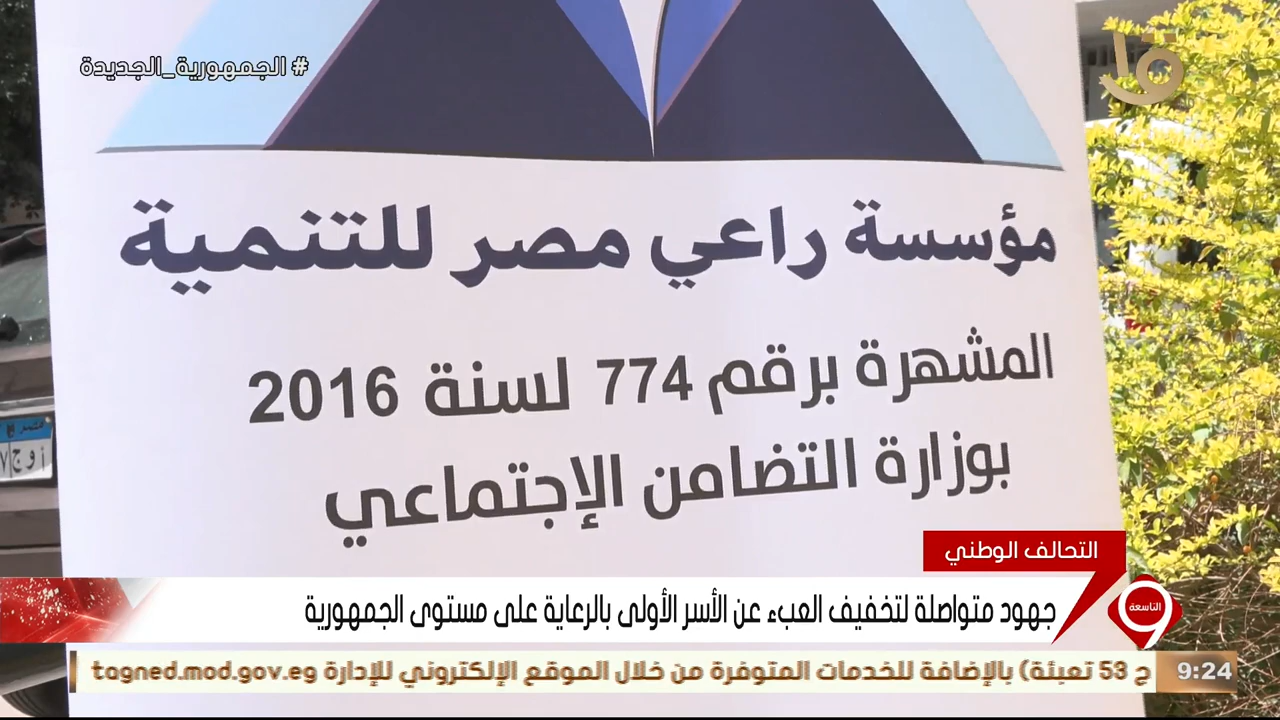 # الجمهورية_الجديدة
مؤسسة راعي مصر للتنمية
المشهرة برقم 774 لسنة 2016
بوزارة التضامن الإجتماعي
مصر
أ و ج
التحالف الوطني
جهود متواصلة لتخفيف العبء عن الأسر الأولى بالرعاية على مستوى الجمهورية
التاسعة
9
ج 53 تعبئة) بالإضافة للخدمات المتوفرة من خلال الموقع الإلكتروني للإدارة tagned.mod.gov.eg
9:24